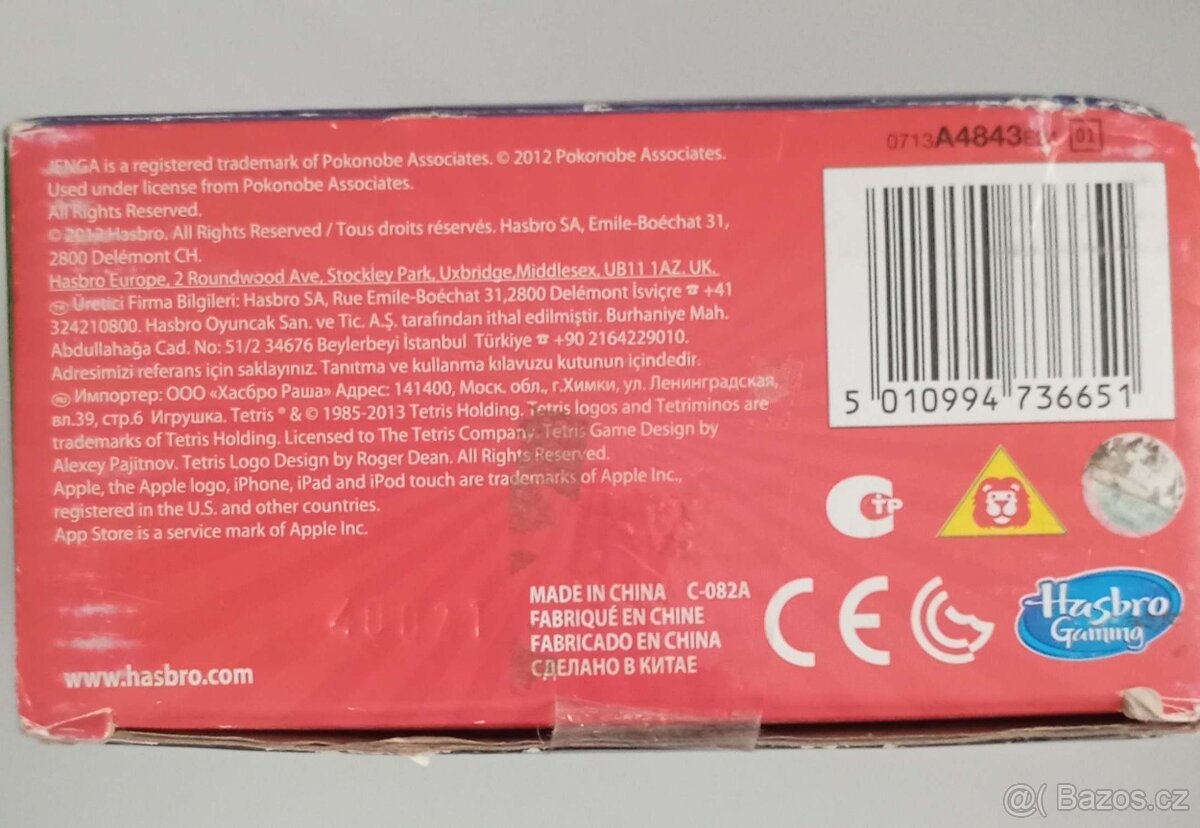 0713A4843E24 01
JENGA is a registered trademark of Pokonobe Associates. © 2012 Pokonobe Associates.
Used under license from Pokonobe Associates.
All Rights Reserved.
© 2013 Hasbro. All Rights Reserved / Tous droits réservés. Hasbro SA, Emile-Boéchat 31,
2800 Delémont CH.
Hasbro Europe, 2 Roundwood Ave, Stockley Park, Uxbridge,Middlesex, UB11 1AZ. UK.
TR Üretici Firma Bilgileri: Hasbro SA, Rue Emile-Boéchat 31,2800 Delémont İsviçre ☎ +41
324210800. Hasbro Oyuncak San. ve Tic. A.Ş. tarafından ithal edilmiştir. Burhaniye Mah.
Abdullahağa Cad. No: 51/2 34676 Beylerbeyi İstanbul Türkiye ☎ +90 2164229010.
Adresimizi referans için saklayınız. Tanıtma ve kullanma kılavuzu kutunun içindedir.
RU Импортер: ООО «Хасбро Раша» Адрес: 141400, Моск. обл., г.Химки, ул. Ленинградская,
вл.39, стр.6 Игрушка. Tetris ® & © 1985-2013 Tetris Holding. Tetris logos and Tetriminos are
trademarks of Tetris Holding. Licensed to The Tetris Company. Tetris Game Design by
Alexey Pajitnov. Tetris Logo Design by Roger Dean. All Rights Reserved.
Apple, the Apple logo, iPhone, iPad and iPod touch are trademarks of Apple Inc.,
registered in the U.S. and other countries.
App Store is a service mark of Apple Inc.
5 010994 736651
СТР
40021
MADE IN CHINA C-082A
FABRIQUÉ EN CHINE
FABRICADO EN CHINA
СДЕЛАНО В КИТАЕ
CE
Hasbro
Gaming
www.hasbro.com
@( Bazos.cz